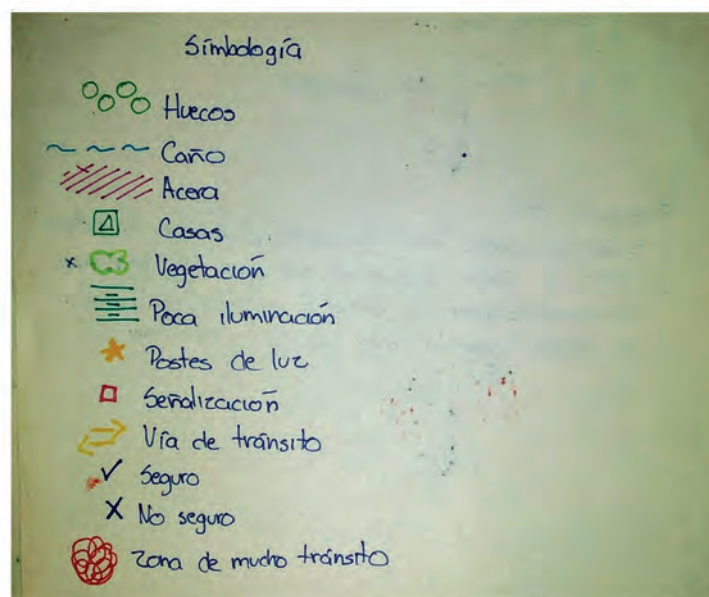 Simbología
Huecos
Caño
Acera
Casas
x Vegetación
Poca iluminación
Postes de luz
Señalización
Vía de tránsito
Seguro
No seguro
Zona de mucho tránsito